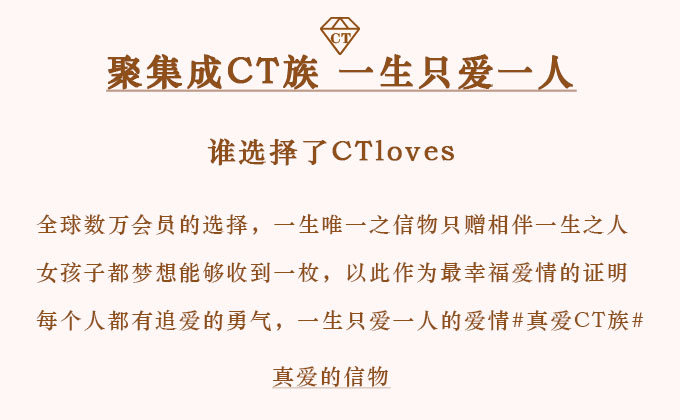 CT
聚集成CT族 一生只爱一人
谁选择了CTloves
全球数万会员的选择，一生唯一之信物只赠相伴一生之人
女孩子都梦想能够收到一枚，以此作为最幸福爱情的证明
每个人都有追爱的勇气，一生只爱一人的爱情#真爱CT族#
真爱的信物